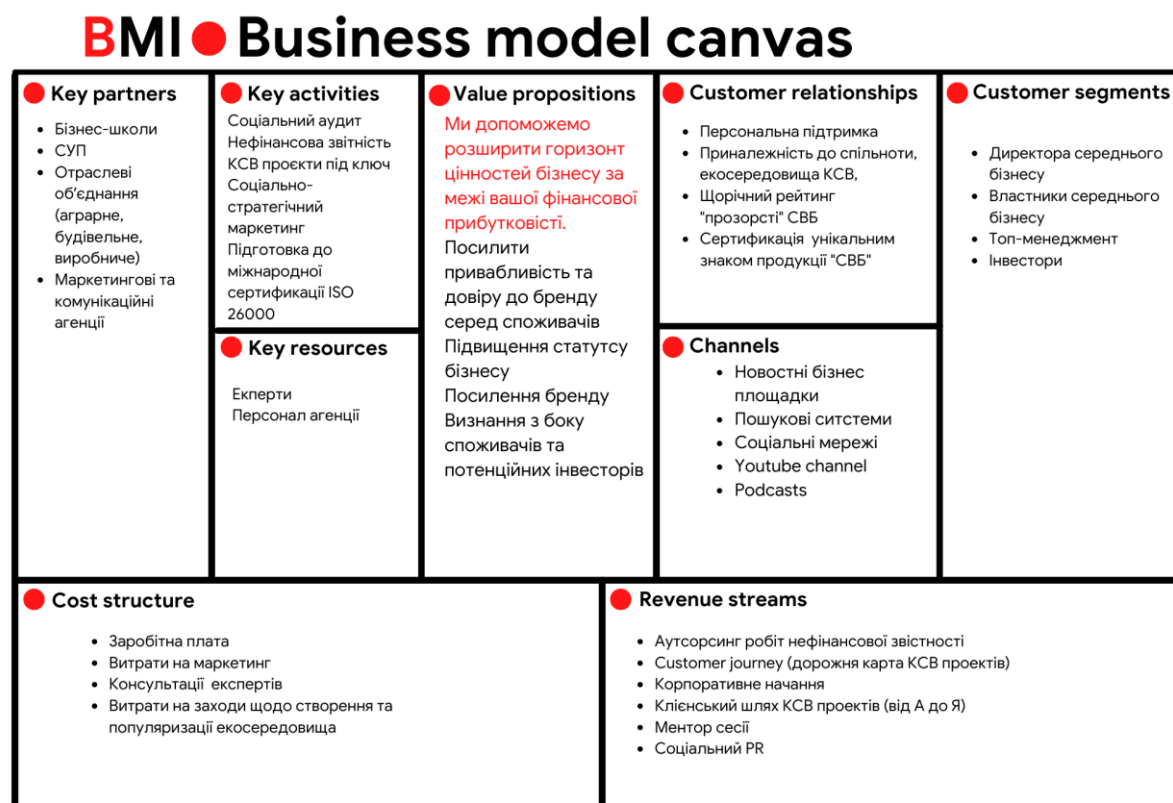 BMI Business model canvas
Key partners
Бізнес-школи
СУП
Отраслеві
об'єднання
(аграрне,
будівельне,
виробниче)
Маркетингові та
комунікаційні
агенції
Key activities
Соціальний аудит
Нефінансова звітність
КСВ проєкти під ключ
Соціально-
стратегічний
маркетинг
Підготовка до
міжнародної
сертифікації ISO
26000
Key resources
Екперти
Персонал агенції
Value propositions
Ми допоможемо
розширити горизонт
цінностей бізнесу за
межі вашої фінансової
прибутковісті.
Посилити
привабливість та
довіру до бренду
серед споживачів
Підвищення статутсу
бізнесу
Посилення бренду
Визнання з боку
споживачів та
потенційних інвесторів
Customer relationships
Персональна підтримка
Приналежність до спільноти,
екосередовища КСВ,
Щорічний рейтинг
"прозорсті" СВБ
Сертифікація унікальним
знаком продукції "СВБ"
Channels
Новостні бізнес
площадки
Пошукові ситстеми
Соціальні мережі
Youtube channel
Podcasts
Customer segments
Директора середнього
бізнесу
Властники середнього
бізнесу
Топ-менеджмент
Інвестори
Cost structure
Заробітна плата
Витрати на маркетинг
Консультації експертів
Витрати на заходи щодо створення та
популяризації екосередовища
Revenue streams
Аутсорсинг робіт нефінансової звістності
Customer journey (дорожня карта КСВ проектів)
Корпоративне начання
Клієнський шлях КСВ проектів (від А до Я)
Ментор сесії
Соціальний PR